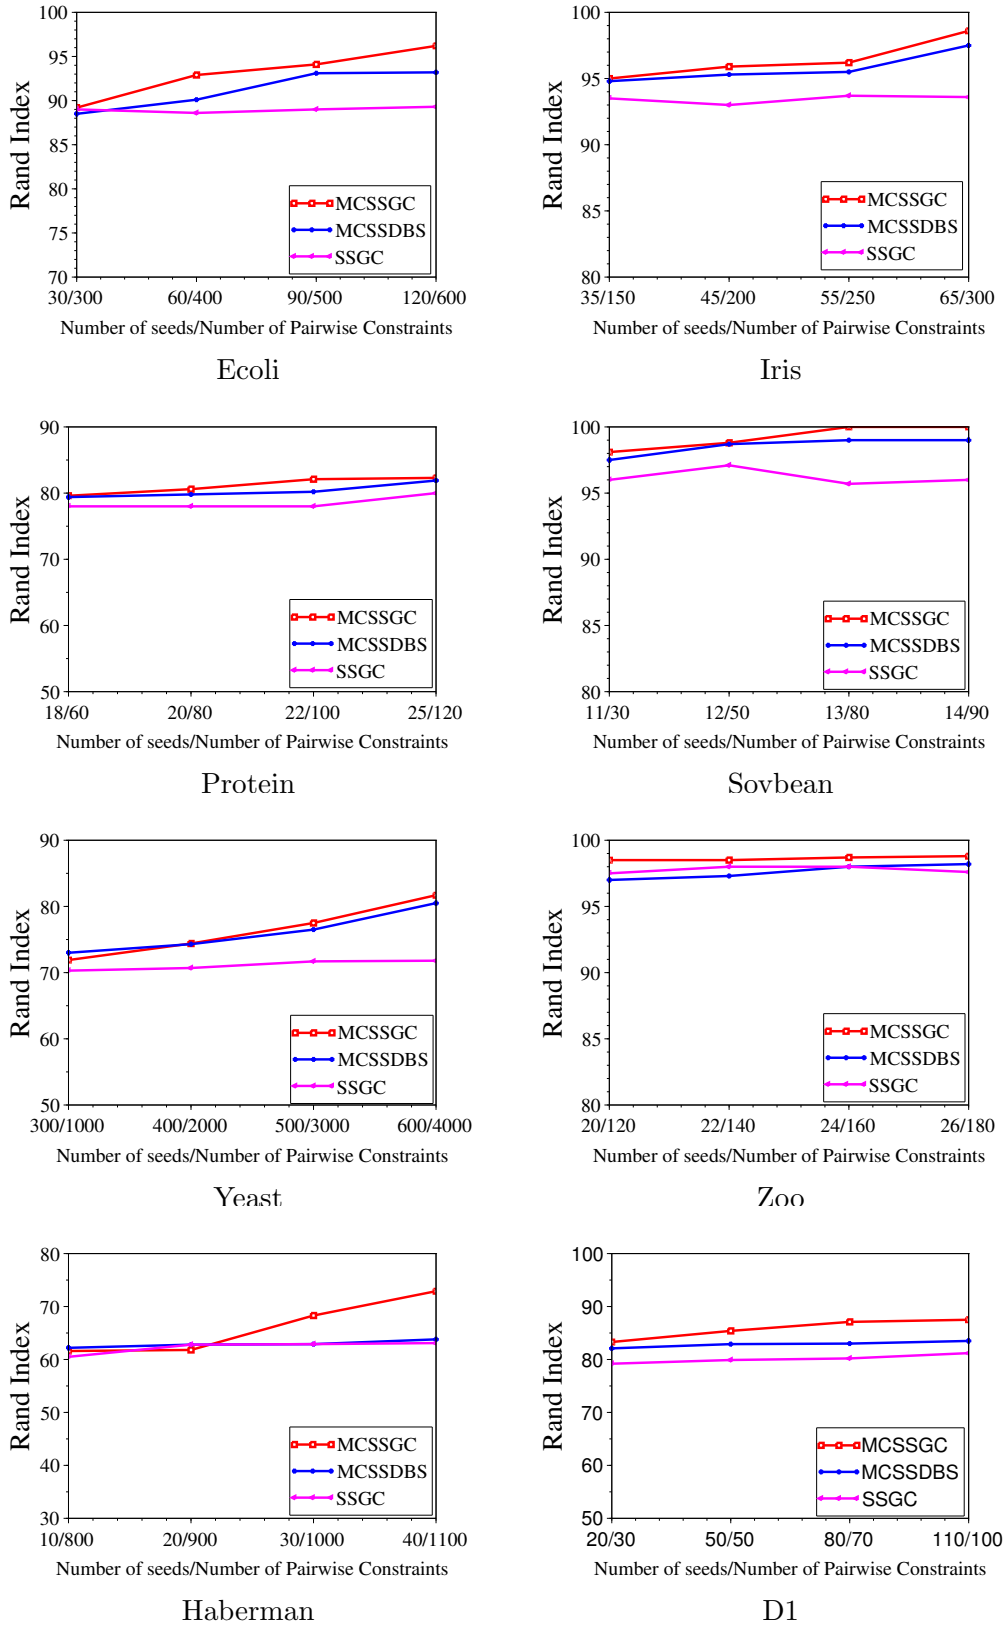 100
95
90
85
80
75
70
Rand Index
MCSSGC
MCSSDBS
SSGC
30/300 60/400 90/500 120/600
Number of seeds/Number of Pairwise Constraints
Ecoli
100
95
90
85
80
Rand Index
MCSSGC
MCSSDBS
SSGC
35/150 45/200 55/250 65/300
Number of seeds/Number of Pairwise Constraints
Iris
90
80
70
60
50
Rand Index
MCSSGC
MCSSDBS
SSGC
18/60 20/80 22/100 25/120
Number of seeds/Number of Pairwise Constraints
Protein
100
95
90
85
80
Rand Index
MCSSGC
MCSSDBS
SSGC
11/30 12/50 13/80 14/90
Number of seeds/Number of Pairwise Constraints
Sovbean
90
80
70
60
50
Rand Index
MCSSGC
MCSSDBS
SSGC
300/1000 400/2000 500/3000 600/4000
Number of seeds/Number of Pairwise Constraints
Yeast
100
95
90
85
80
Rand Index
MCSSGC
MCSSDBS
SSGC
20/120 22/140 24/160 26/180
Number of seeds/Number of Pairwise Constraints
Zoo
80
70
60
50
40
30
Rand Index
MCSSGC
MCSSDBS
SSGC
10/800 20/900 30/1000 40/1100
Number of seeds/Number of Pairwise Constraints
Haberman
100
90
80
70
80
50
Rand Index
MCSSGC
MCSSDBS
SSGC
20/30 50/50 80/70 110/100
Number of seeds/Number of Pairwise Constraints
D1